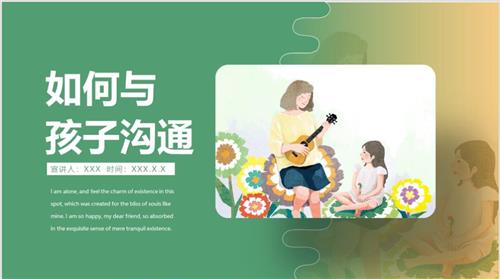 如何与
孩子沟通
宣讲人：XXX  时间：XXX.X.X
I am alone, and feel the charm of existence in this
spot, which was created for the bliss of souls like
mine. I am so happy, my dear friend, so absorbed
in the exquisite sense of mere tranquil existence.